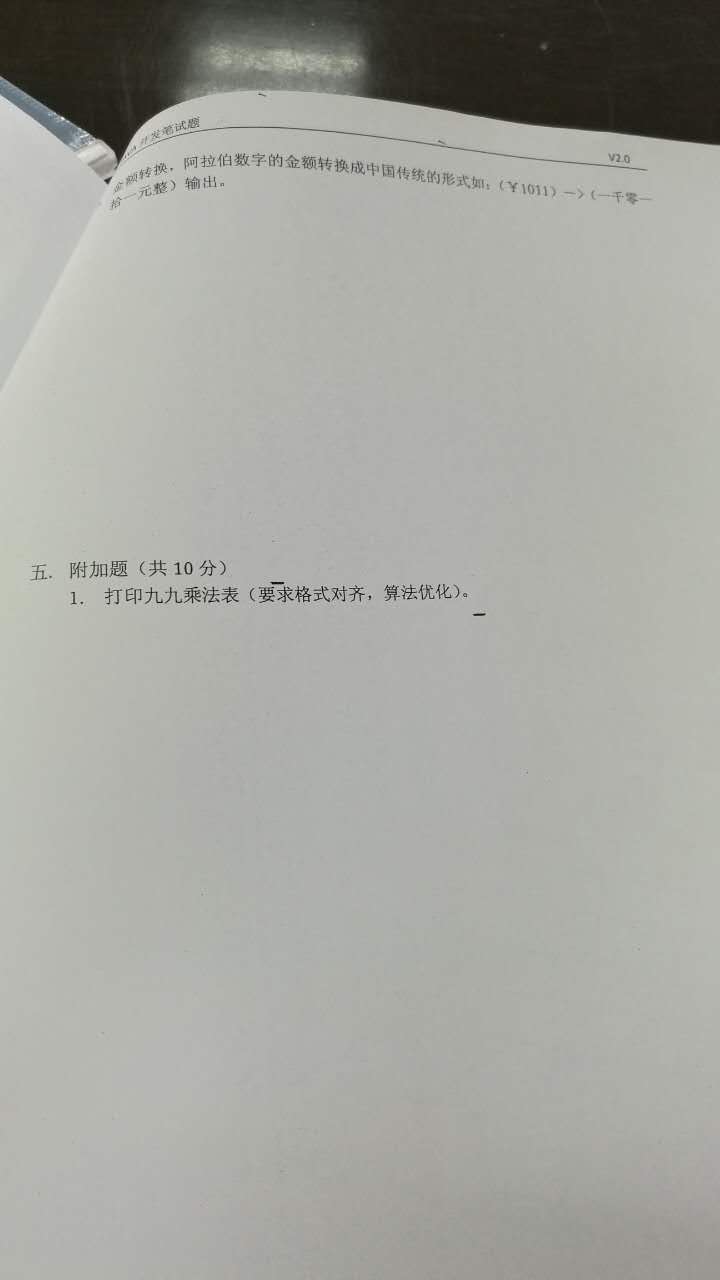 JAVA 开发笔试题
V2.0
金额转换，阿拉伯数字的金额转换成中国传统的形式如：（￥1011）—>（一千零一
拾一元整）输出。
五. 附加题（共 10 分）
1. 打印九九乘法表（要求格式对齐，算法优化）。